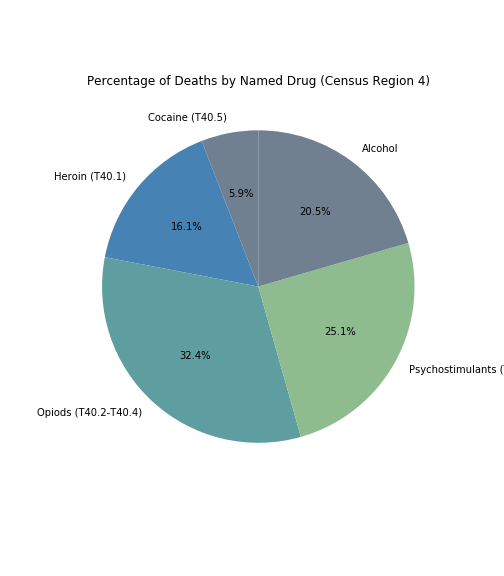 Percentage of Deaths by Named Drug (Census Region 4)
Cocaine (T40.5)
Alcohol
Heroin (T40.1)
5.9%
20.5%
16.1%
25.1%
32.4%
Psychostimulants (
Opiods (T40.2-T40.4)